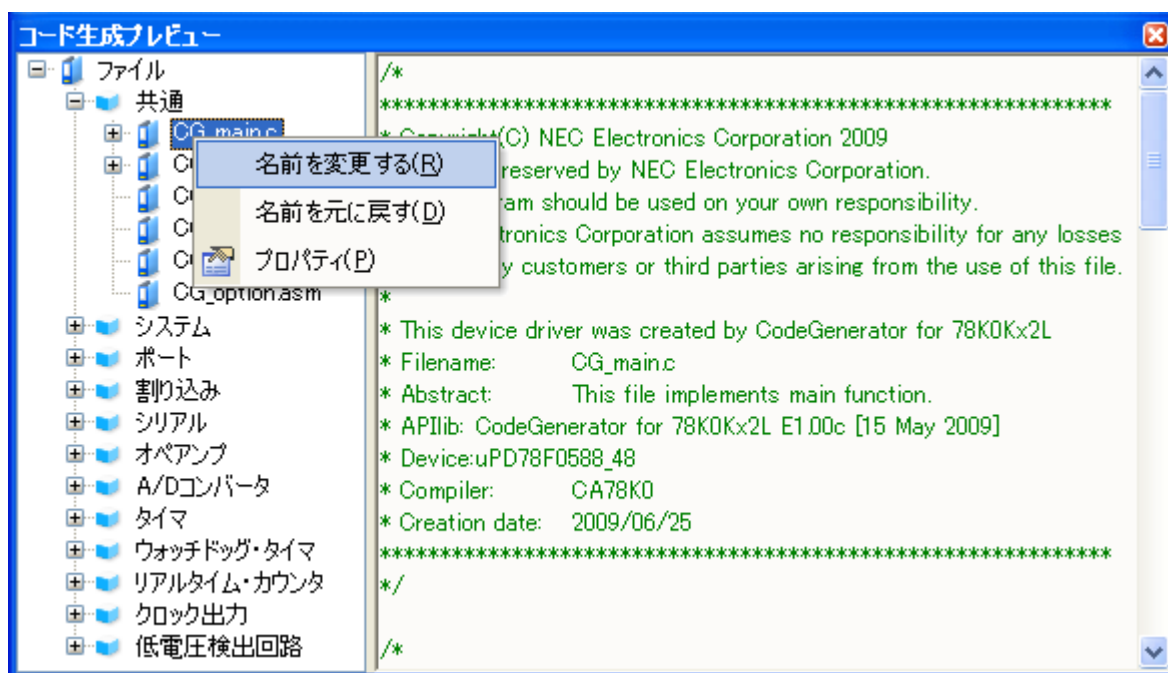 コード生成プレビュー
ファイル
共通
CG_main.c
名前を変更する(R)
名前を元に戻す(D)
プロパティ(P)
CG_option.asm
システム
ポート
割り込み
シリアル
オペアンプ
A/Dコンバータ
タイマ
ウォッチドッグ・タイマ
リアルタイム・カウンタ
クロック出力
低電圧検出回路
/*
*************************************************************
* Copyright(C) NEC Electronics Corporation 2009
reserved by NEC Electronics Corporation.
am should be used on your own responsibility.
tronics Corporation assumes no responsibility for any losses
y customers or third parties arising from the use of this file.
*
* This device driver was created by CodeGenerator for 78K0Kx2L
* Filename: CG_main.c
* Abstract: This file implements main function.
* APIlib: CodeGenerator for 78K0Kx2L E1.00c [15 May 2009]
* Device:uPD78F0588_48
* Compiler: CA78K0
* Creation date: 2009/06/25
*************************************************************
*/
/*